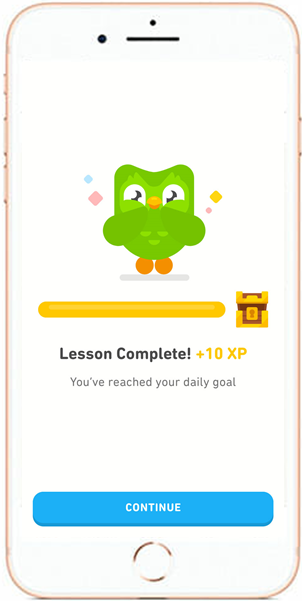 Lesson Complete! +10 XP
You've reached your daily goal
CONTINUE